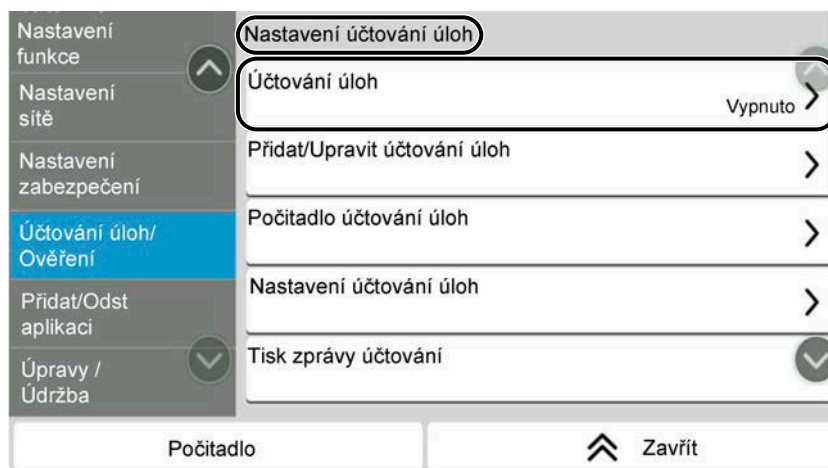 Nastavení
funkce
Nastavení
sítě
Nastavení
zabezpečení
Účtování úloh/
Ověření
Přidat/Odst
aplikaci
Úpravy /
Údržba
Nastavení účtování úloh
Účtování úloh
Vypnuto
Přidat/Upravit účtování úloh
Počitadlo účtování úloh
Nastavení účtování úloh
Tisk zprávy účtování
Počitadlo
Zavřít